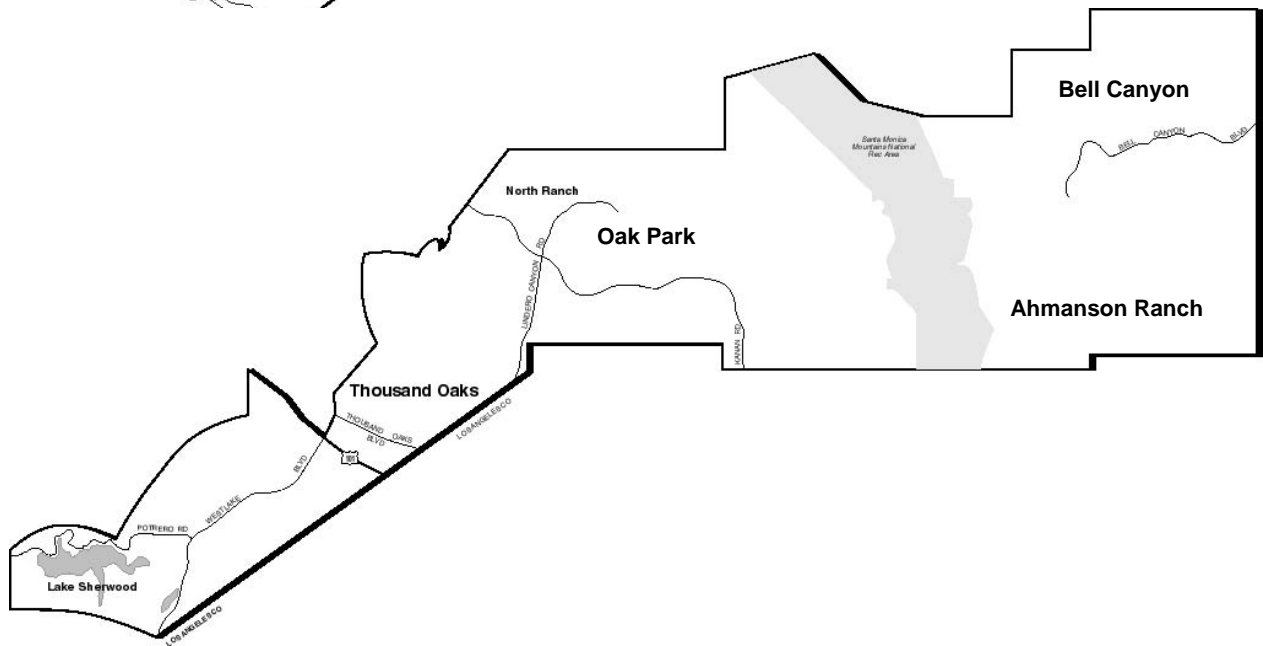 Bell Canyon
BELL CANYON BLVD
Santa Monica
Mountains National
Rec Area
North Ranch
Oak Park
LINDERO CANYON RD
Ahmanson Ranch
KANAN RD
Thousand Oaks
THOUSAND OAKS
BLVD
LOS ANGELES CO
101
WESTLAKE BLVD
POTRERO RD
Lake Sherwood
LOS ANGELES CO